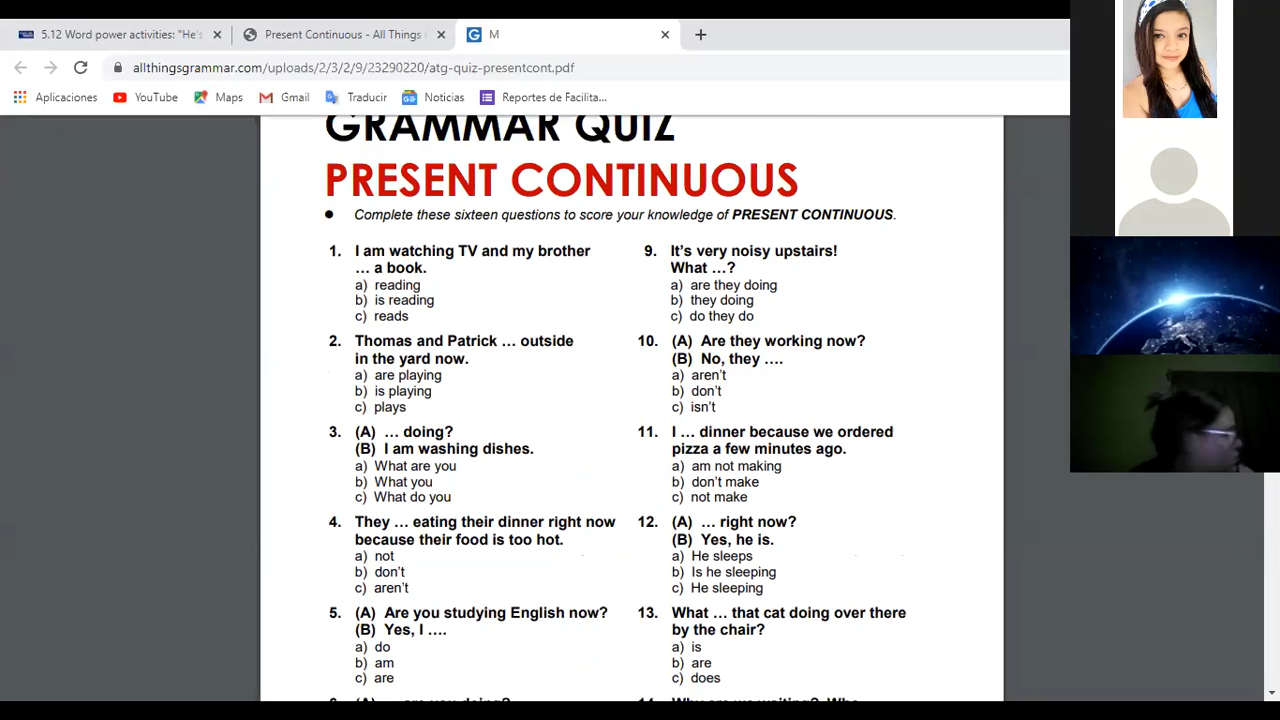 5.12 Word power activities: "He's
Present Continuous - All Things
M
allthingsgrammar.com/uploads/2/3/2/9/23290220/atg-quiz-presentcont.pdf
Aplicaciones
YouTube
Maps
Gmail
Traducir
Noticias
Reportes de Facilita...
GRAMMAR QUIZ
PRESENT CONTINUOUS
● Complete these sixteen questions to score your knowledge of PRESENT CONTINUOUS.
1. I am watching TV and my brother
… a book.
a) reading
b) is reading
c) reads
2. Thomas and Patrick … outside
in the yard now.
a) are playing
b) is playing
c) plays
3. (A) … doing?
(B) I am washing dishes.
a) What are you
b) What you
c) What do you
4. They … eating their dinner right now
because their food is too hot.
a) not
b) don't
c) aren't
5. (A) Are you studying English now?
(B) Yes, I ….
a) do
b) am
c) are
9. It's very noisy upstairs!
What …?
a) are they doing
b) they doing
c) do they do
10. (A) Are they working now?
(B) No, they ….
a) aren't
b) don't
c) isn't
11. I … dinner because we ordered
pizza a few minutes ago.
a) am not making
b) don't make
c) not make
12. (A) … right now?
(B) Yes, he is.
a) He sleeps
b) Is he sleeping
c) He sleeping
13. What … that cat doing over there
by the chair?
a) is
b) are
c) does